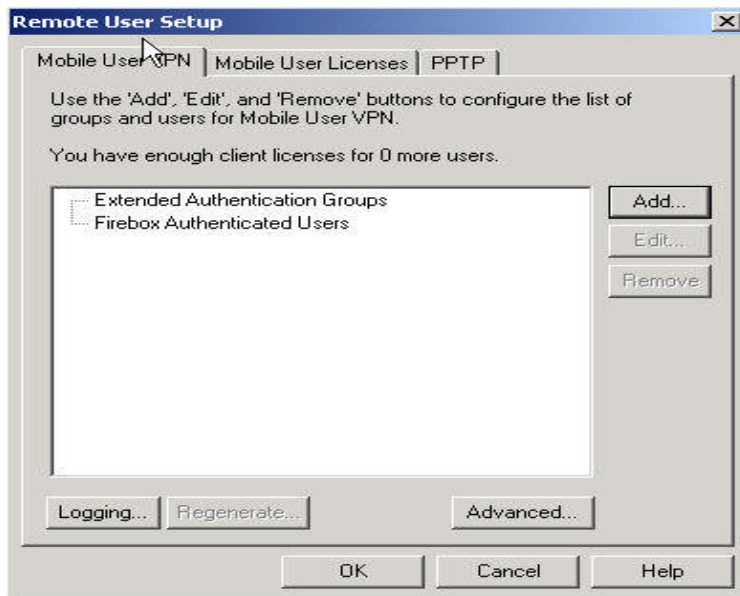 Remote User Setup
Mobile User VPN
Mobile User Licenses
PPTP
Use the 'Add', 'Edit', and 'Remove' buttons to configure the list of
groups and users for Mobile User VPN.
You have enough client licenses for 0 more users.
Extended Authentication Groups
Firebox Authenticated Users
Add...
Edit...
Remove
Logging...
Regenerate...
Advanced...
OK
Cancel
Help